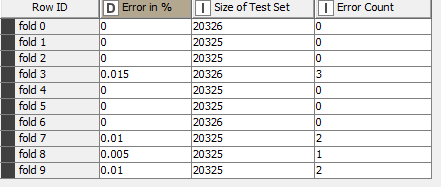 Row ID D Error in % I Size of Test Set I Error Count
fold 0 0 20326 0
fold 1 0 20325 0
fold 2 0 20325 0
fold 3 0.015 20326 3
fold 4 0 20325 0
fold 5 0 20325 0
fold 6 0 20326 0
fold 7 0.01 20325 2
fold 8 0.005 20325 1
fold 9 0.01 20325 2